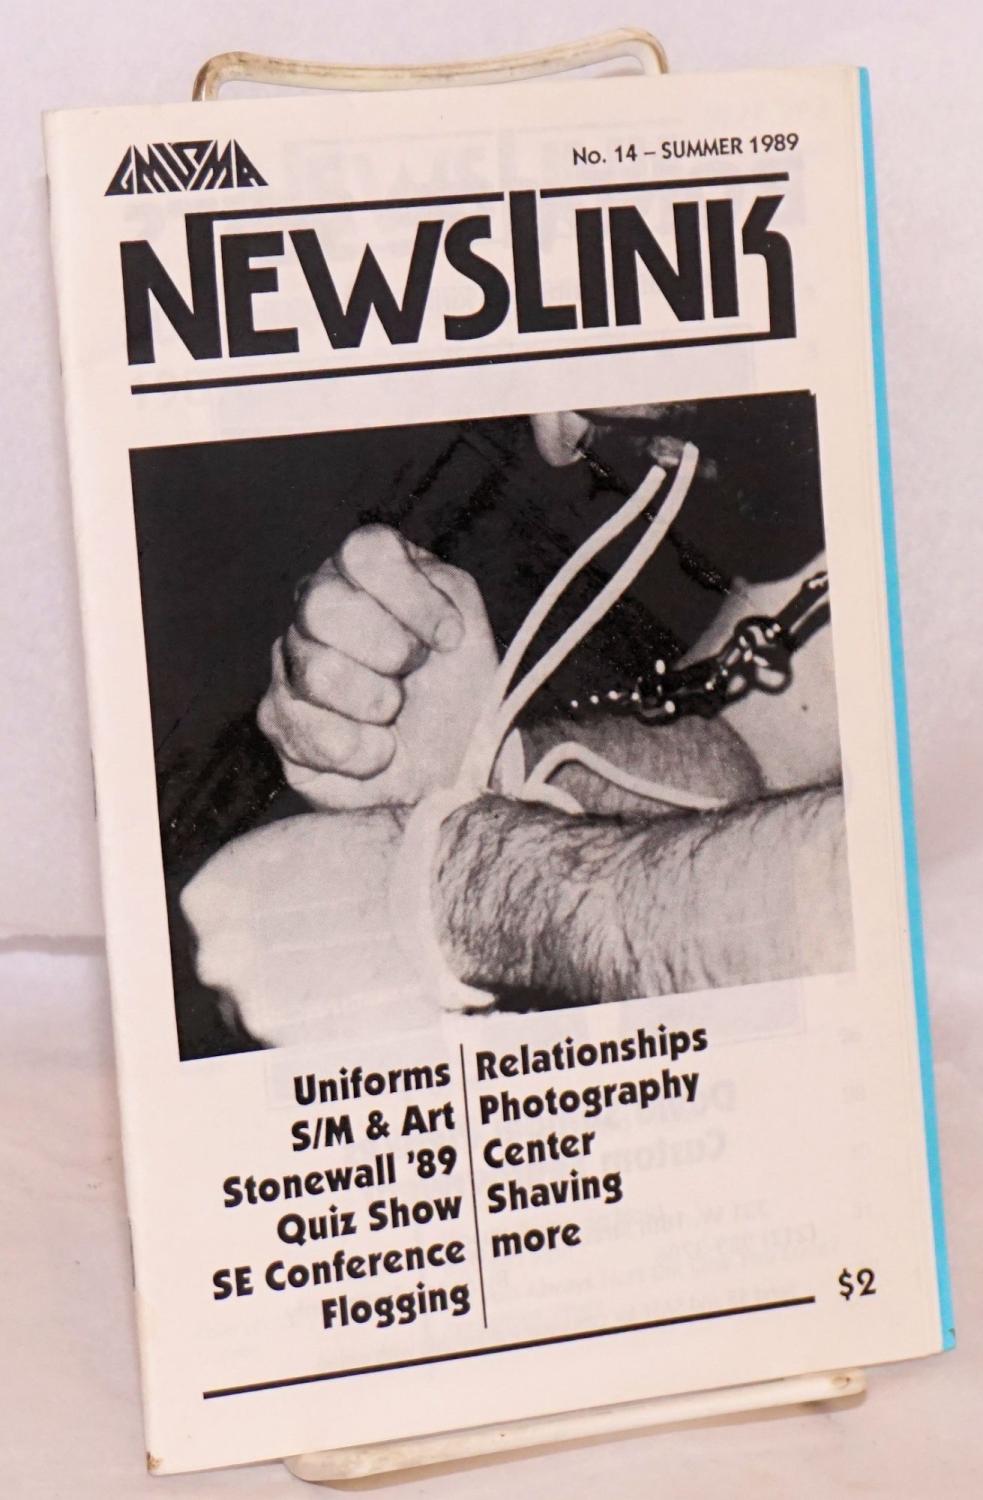 GMSMA
No. 14 – SUMMER 1989
NEWSLINK
Uniforms
S/M & Art
Stonewall '89
Quiz Show
SE Conference
Flogging
Relationships
Photography
Center
Shaving
more
$2